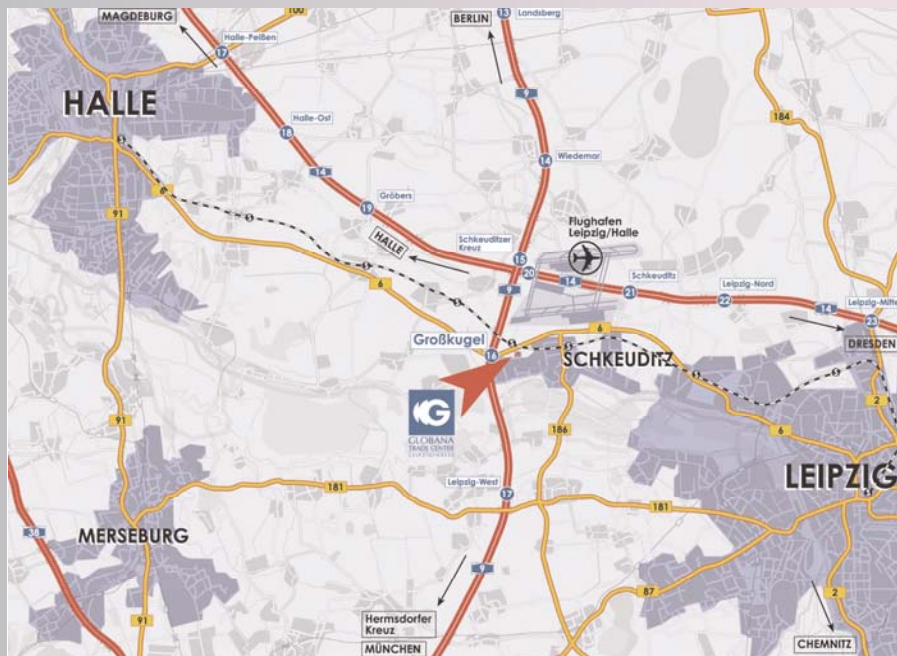 MAGDEBURG
100
BERLIN
13
Landsberg
Halle-Peißen
17
HALLE
9
184
Halle-Ost
18
14
Wiedemar
14
6
91
Gröbers
19
Flughafen
Leipzig/Halle
HALLE
Schkeuditzer
Kreuz
15
20
14
Schkeuditz
21
Leipzig-Nord
22
14
Leipzig-Mitte
23
6
9
DRESDEN
Großkugel
16
6
SCHKEUDITZ
2
G
GLOBANA
TRADE CENTER
91
186
6
LEIPZIG
181
Leipzig-West
17
181
38
MERSEBURG
9
87
2
91
Hermsdorfer
Kreuz
MÜNCHEN
CHEMNITZ